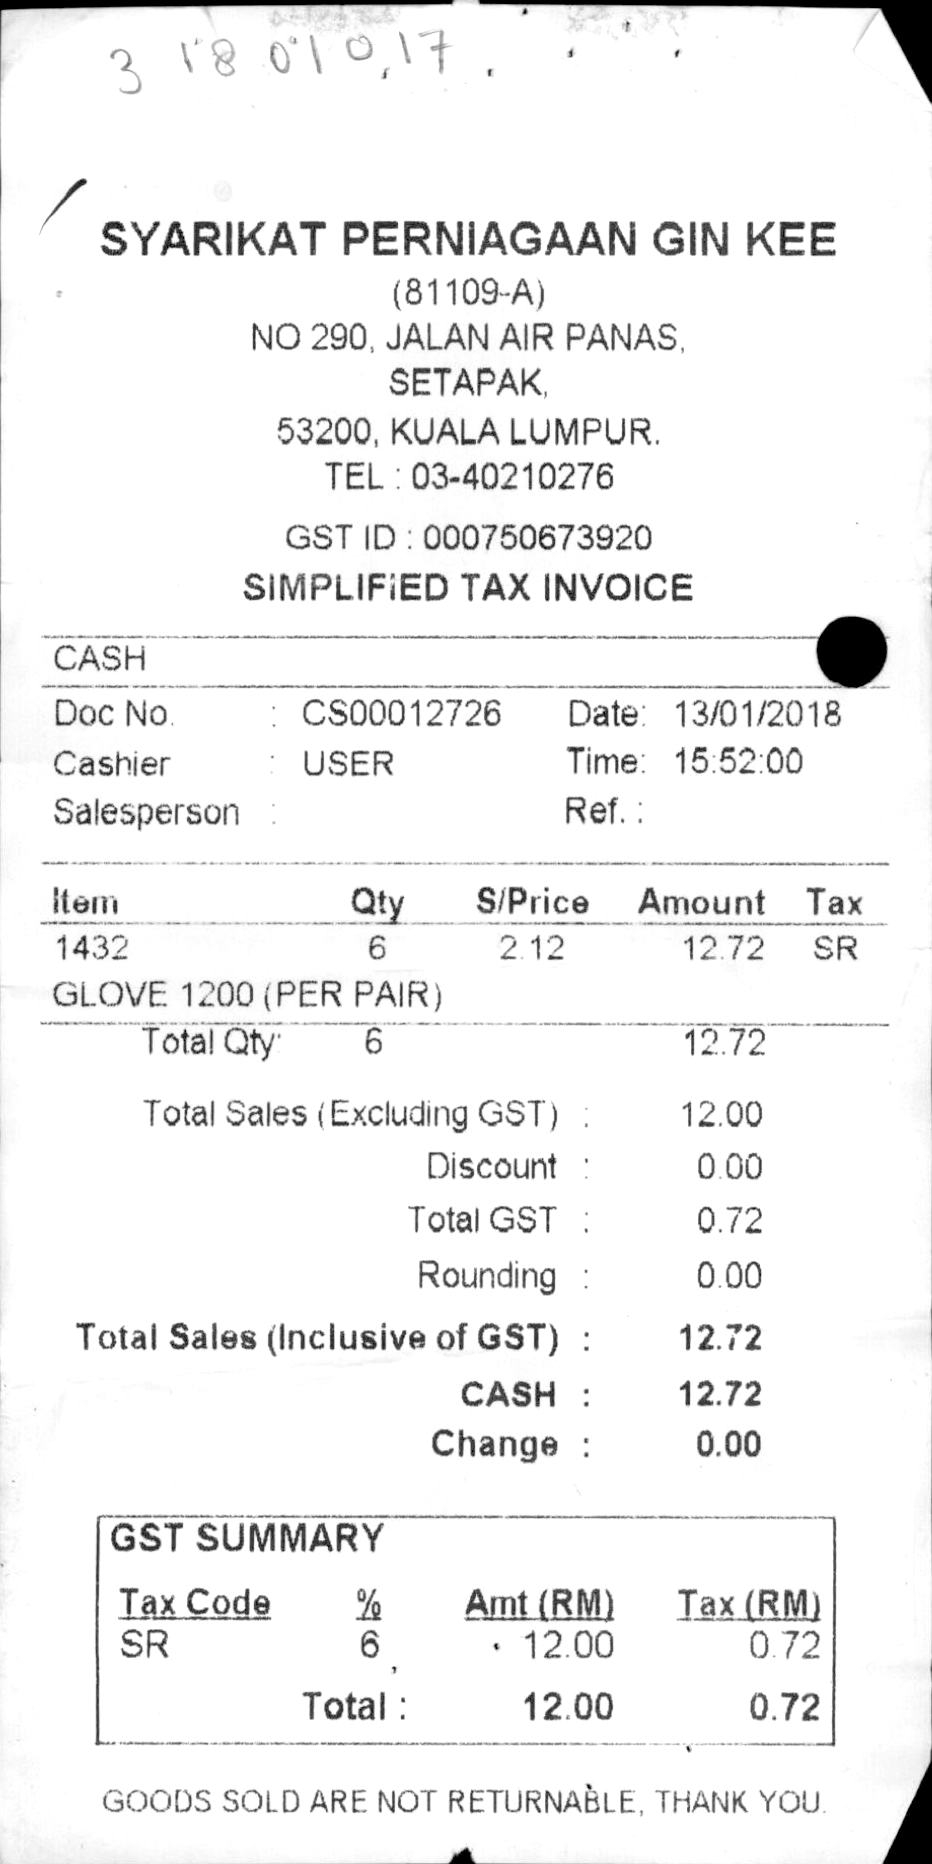 3 18010,17
SYARIKAT PERNIAGAAN GIN KEE
(81109-A)
NO 290, JALAN AIR PANAS,
SETAPAK,
53200, KUALA LUMPUR.
TEL : 03-40210276
GST ID : 000750673920
SIMPLIFIED TAX INVOICE
CASH
Doc No. : CS00012726 Date: 13/01/2018
Cashier : USER Time: 15:52:00
Salesperson : Ref. :
Item Qty S/Price Amount Tax
1432 6 2.12 12.72 SR
GLOVE 1200 (PER PAIR)
Total Qty: 6 12.72
Total Sales (Excluding GST) : 12.00
Discount : 0.00
Total GST : 0.72
Rounding : 0.00
Total Sales (Inclusive of GST) : 12.72
CASH : 12.72
Change : 0.00
GST SUMMARY
Tax Code % Amt (RM) Tax (RM)
SR 6 12.00 0.72
Total : 12.00 0.72
GOODS SOLD ARE NOT RETURNABLE, THANK YOU.